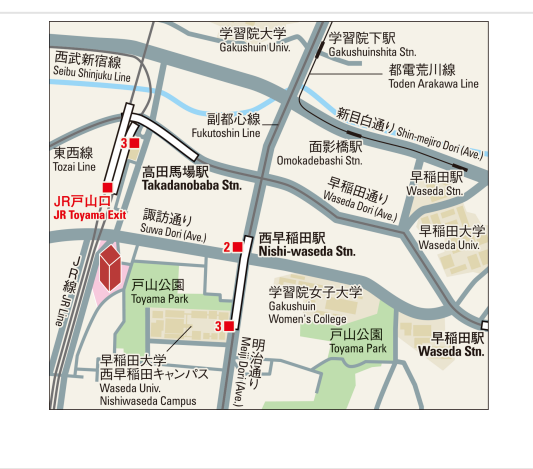 学習院大学
Gakushuin Univ.
学習院下駅
Gakushuinshita Stn.
西武新宿線
Seibu Shinjuku Line
都電荒川線
Toden Arakawa Line
新目白通り Shin-mejiro Dori (Ave.)
副都心線
Fukutoshin Line
面影橋駅
Omokadebashi Stn.
3
東西線
Tozai Line
高田馬場駅
Takadanobaba Stn.
早稲田駅
Waseda Stn.
早稲田通り
Waseda Dori (Ave.)
JR戸山口
JR Toyama Exit
諏訪通り
Suwa Dori (Ave.)
早稲田大学
Waseda Univ.
2
西早稲田駅
Nishi-waseda Stn.
JR線 JR Line
戸山公園
Toyama Park
学習院女子大学
Gakushuin
Women's College
3
戸山公園
Toyama Park
早稲田駅
Waseda Stn.
明治通り
Meiji Dori (Ave.)
早稲田大学
西早稲田キャンパス
Waseda Univ.
Nishiwaseda Campus